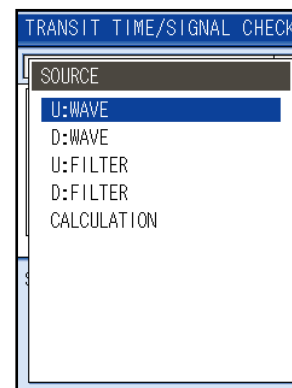 TRANSIT TIME/SIGNAL CHECK
SOURCE
U:WAVE
D:WAVE
U:FILTER
D:FILTER
CALCULATION